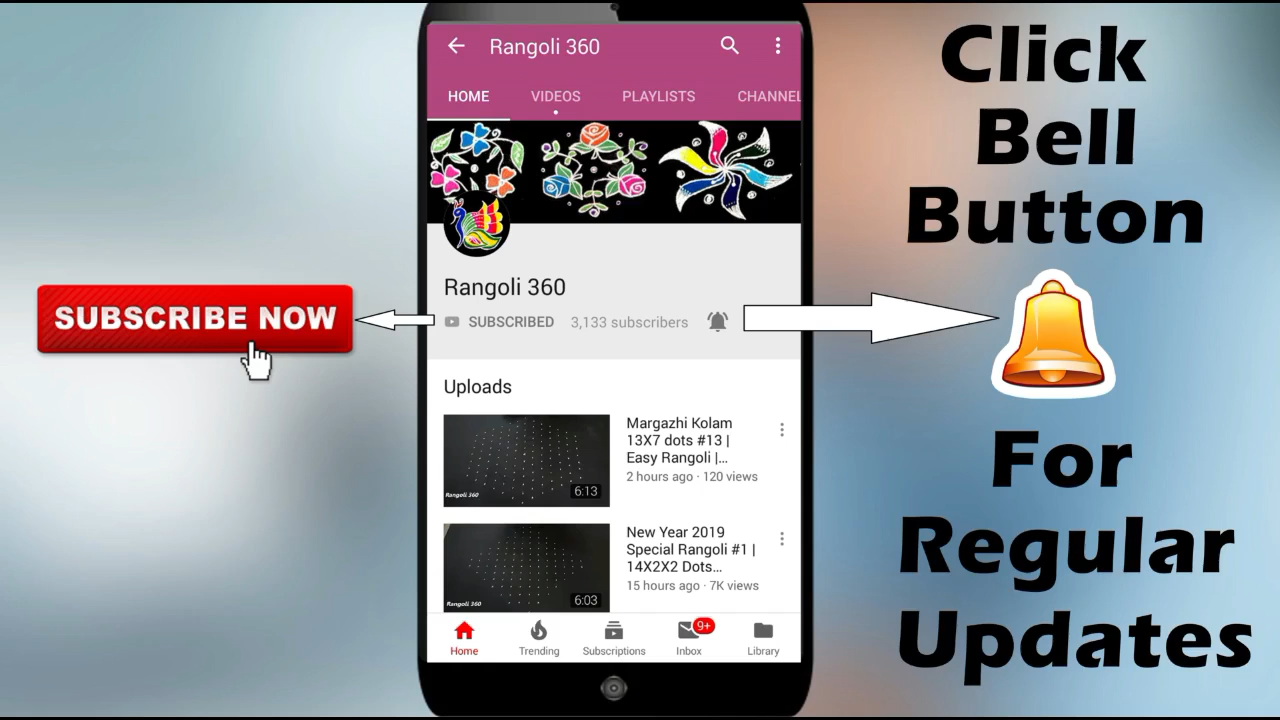 Rangoli 360
HOME VIDEOS PLAYLISTS CHANNEL
Rangoli 360
SUBSCRIBED 3,133 subscribers
Uploads
Margazhi Kolam
13X7 dots #13 |
Easy Rangoli |...
2 hours ago · 120 views
6:13
Rangoli 360
New Year 2019
Special Rangoli #1 |
14X2X2 Dots...
15 hours ago · 7K views
6:03
Rangoli 360
Home Trending Subscriptions Inbox Library
9+
SUBSCRIBE NOW
Click
Bell
Button
For
Regular
Updates